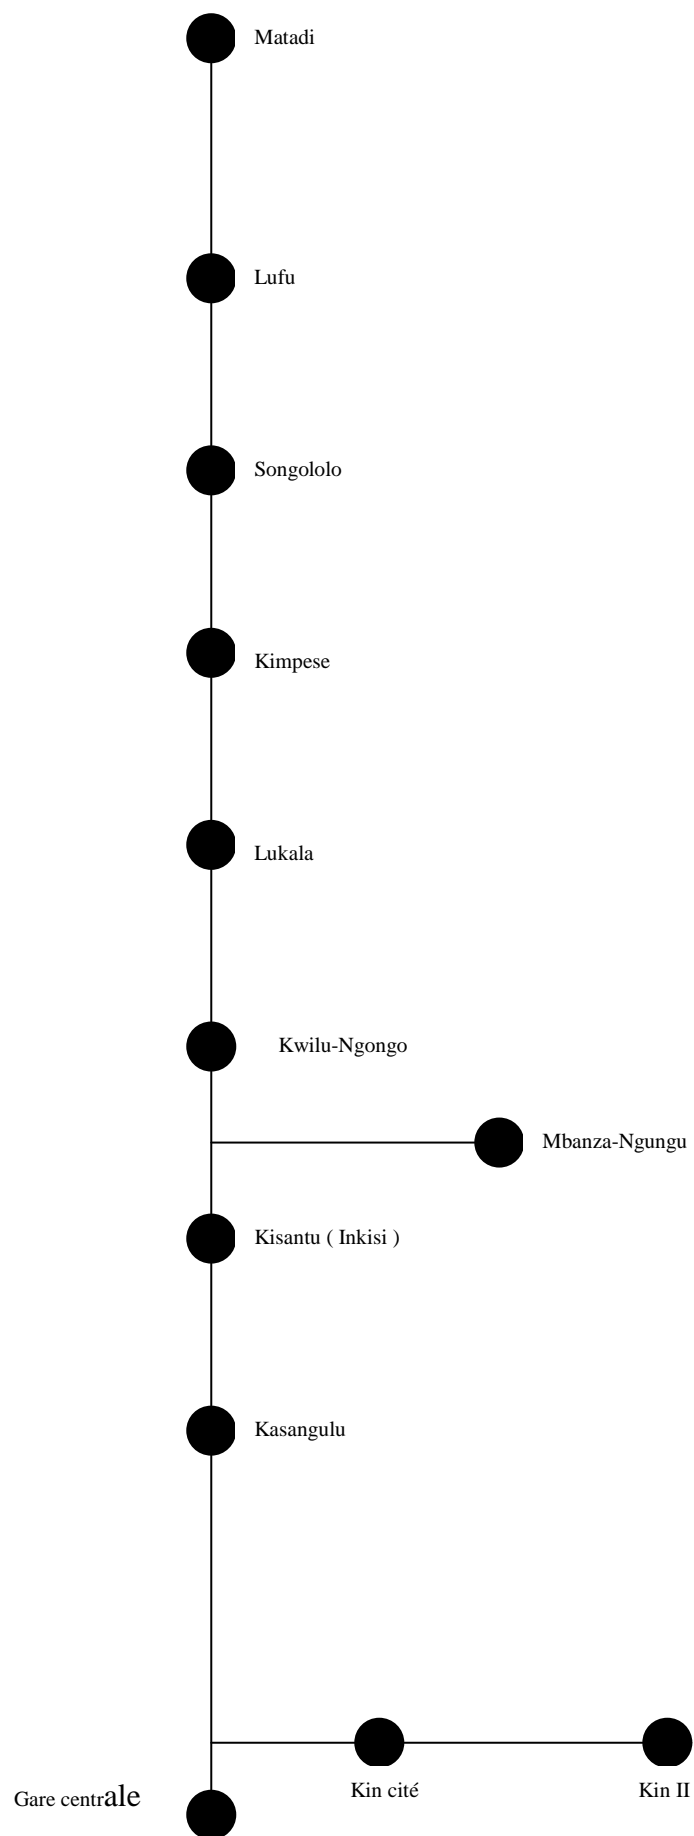 Matadi
Lufu
Songololo
Kimpese
Lukala
Kwilu-Ngongo
Mbanza-Ngungu
Kisantu ( Inkisi )
Kasangulu
Gare centrale
Kin cité
Kin II